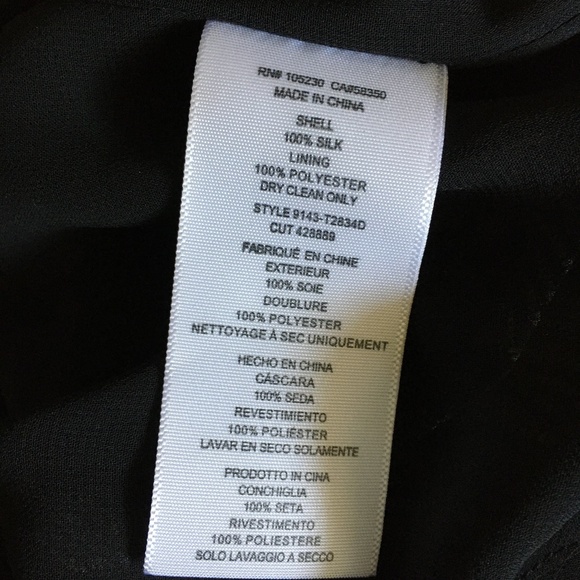 RN# 105230 CA#58350
MADE IN CHINA
SHELL
100% SILK
LINING
100% POLYESTER
DRY CLEAN ONLY
STYLE 9143-T2834D
CUT 428889
FABRIQUÉ EN CHINE
EXTERIEUR
100% SOIE
DOUBLURE
100% POLYESTER
NETTOYAGE À SEC UNIQUEMENT
HECHO EN CHINA
CÁSCARA
100% SEDA
REVESTIMIENTO
100% POLIÉSTER
LAVAR EN SECO SOLAMENTE
PRODOTTO IN CINA
CONCHIGLIA
100% SETA
RIVESTIMENTO
100% POLIESTERE
SOLO LAVAGGIO A SECCO